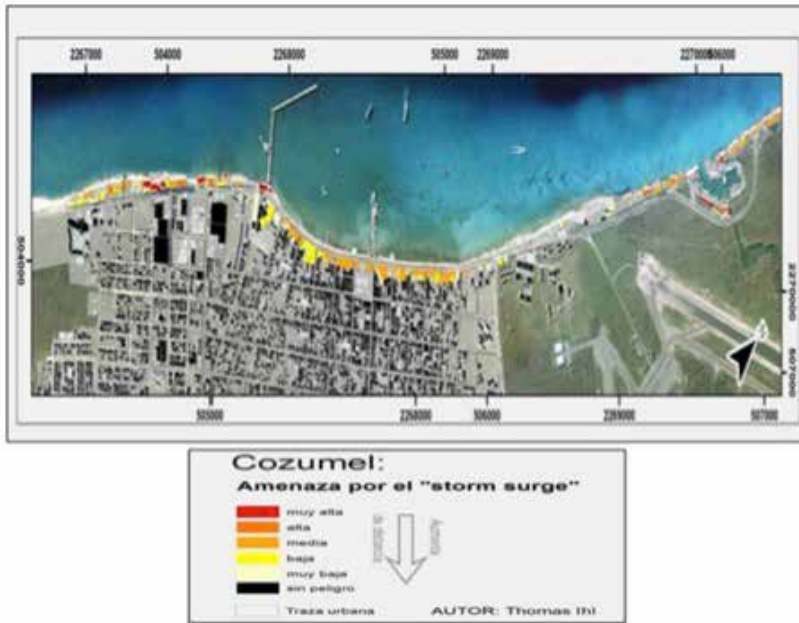 2267000 504000 2268000 505000 2269000 2270000 506000
504000
2270000
507000
505000 2268000 506000 2269000 507000
Cozumel:
Amenaza por el "storm surge"
muy alta
alta
media
baja
muy baja
sin peligro
Traza urbana
AUTOR: Thomas Ihl